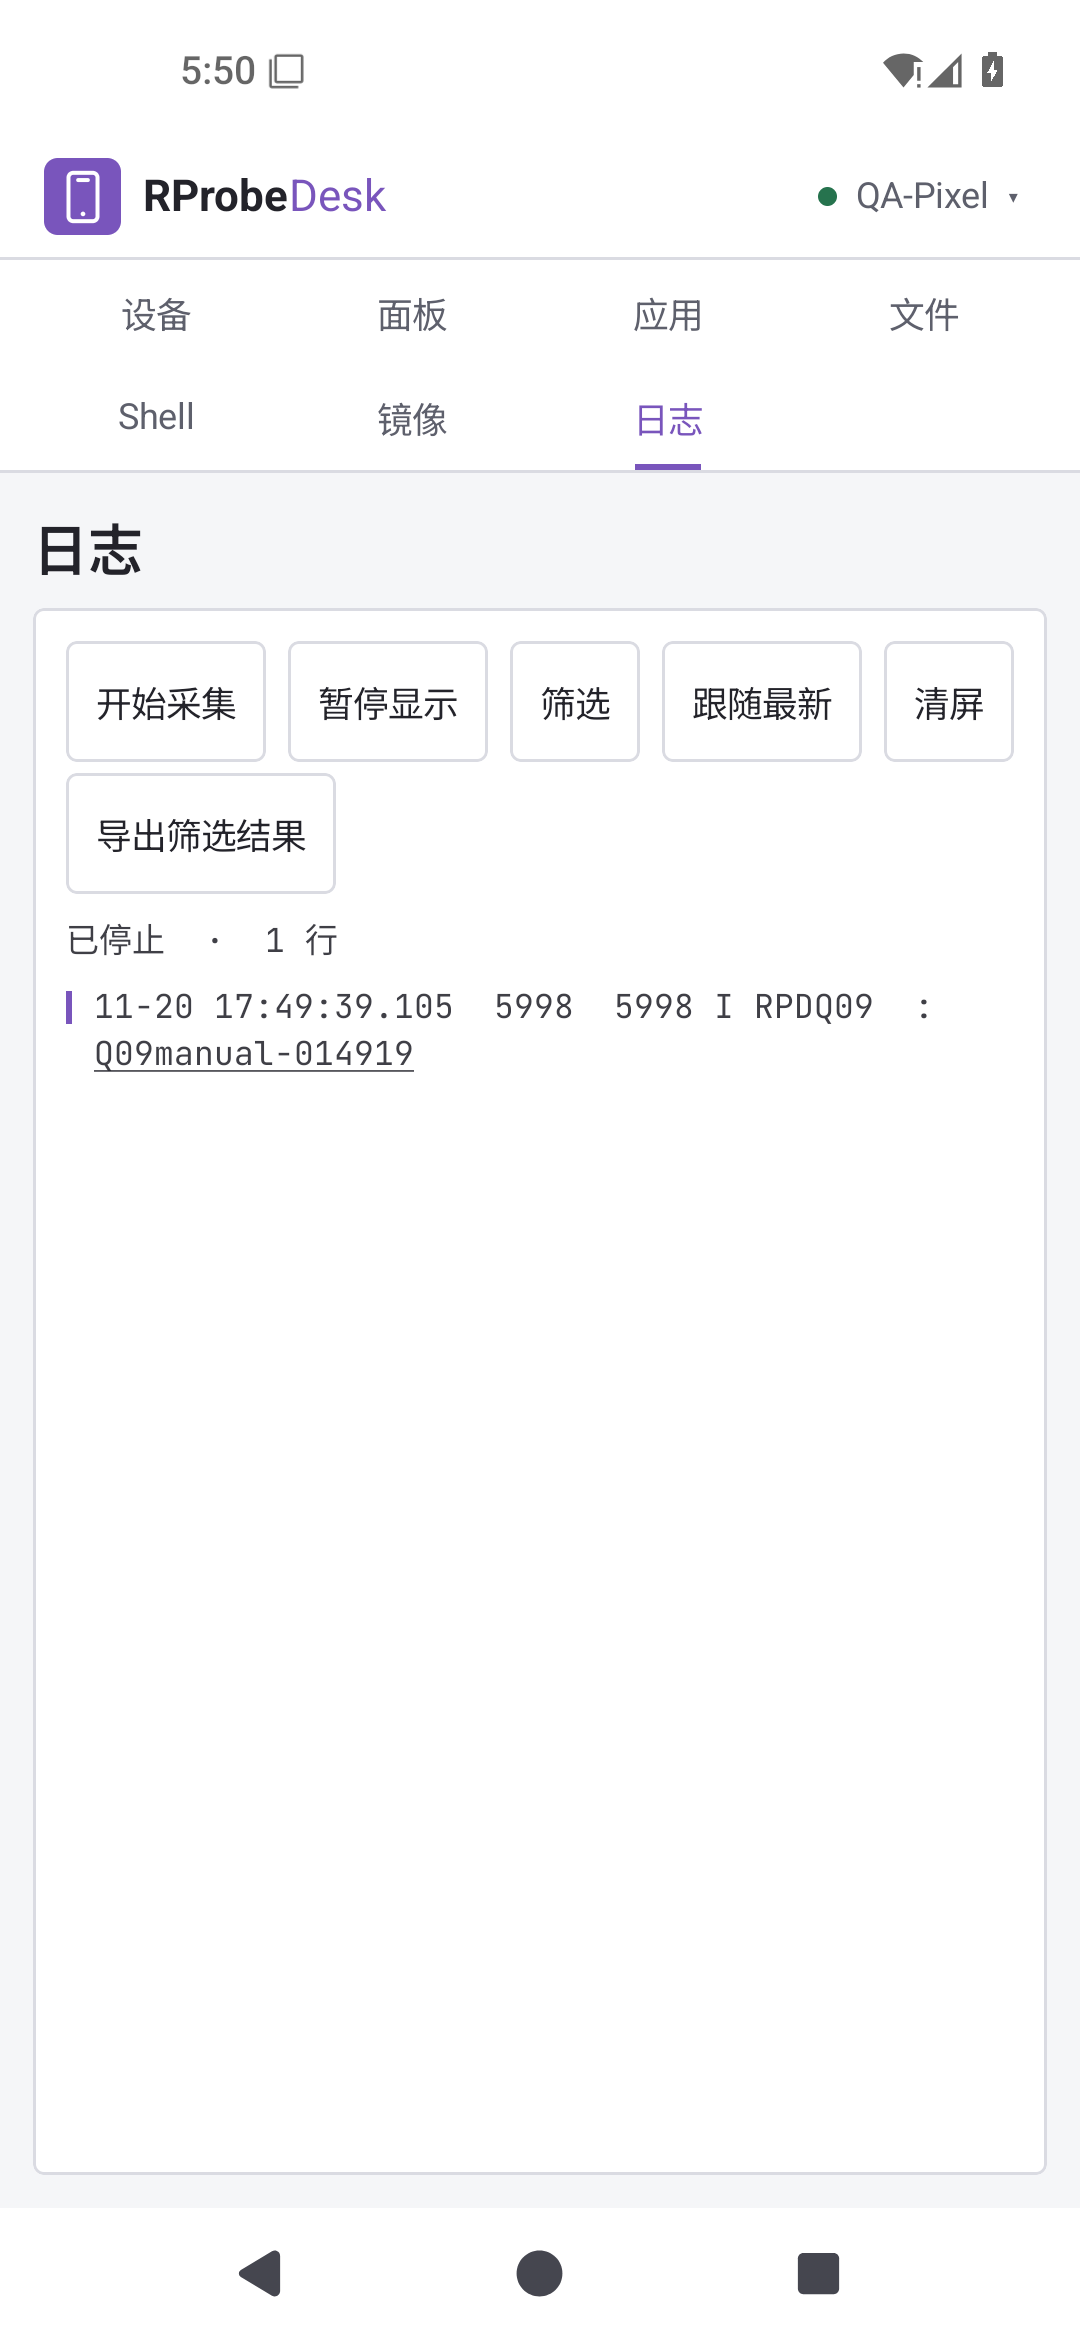 5:50
RProbeDesk
QA-Pixel
设备 面板 应用 文件
Shell 镜像 日志
日志
开始采集 暂停显示 筛选 跟随最新 清屏
导出筛选结果
已停止 · 1 行
11-20 17:49:39.105  5998  5998 I RPDQ09  :
Q09manual-014919